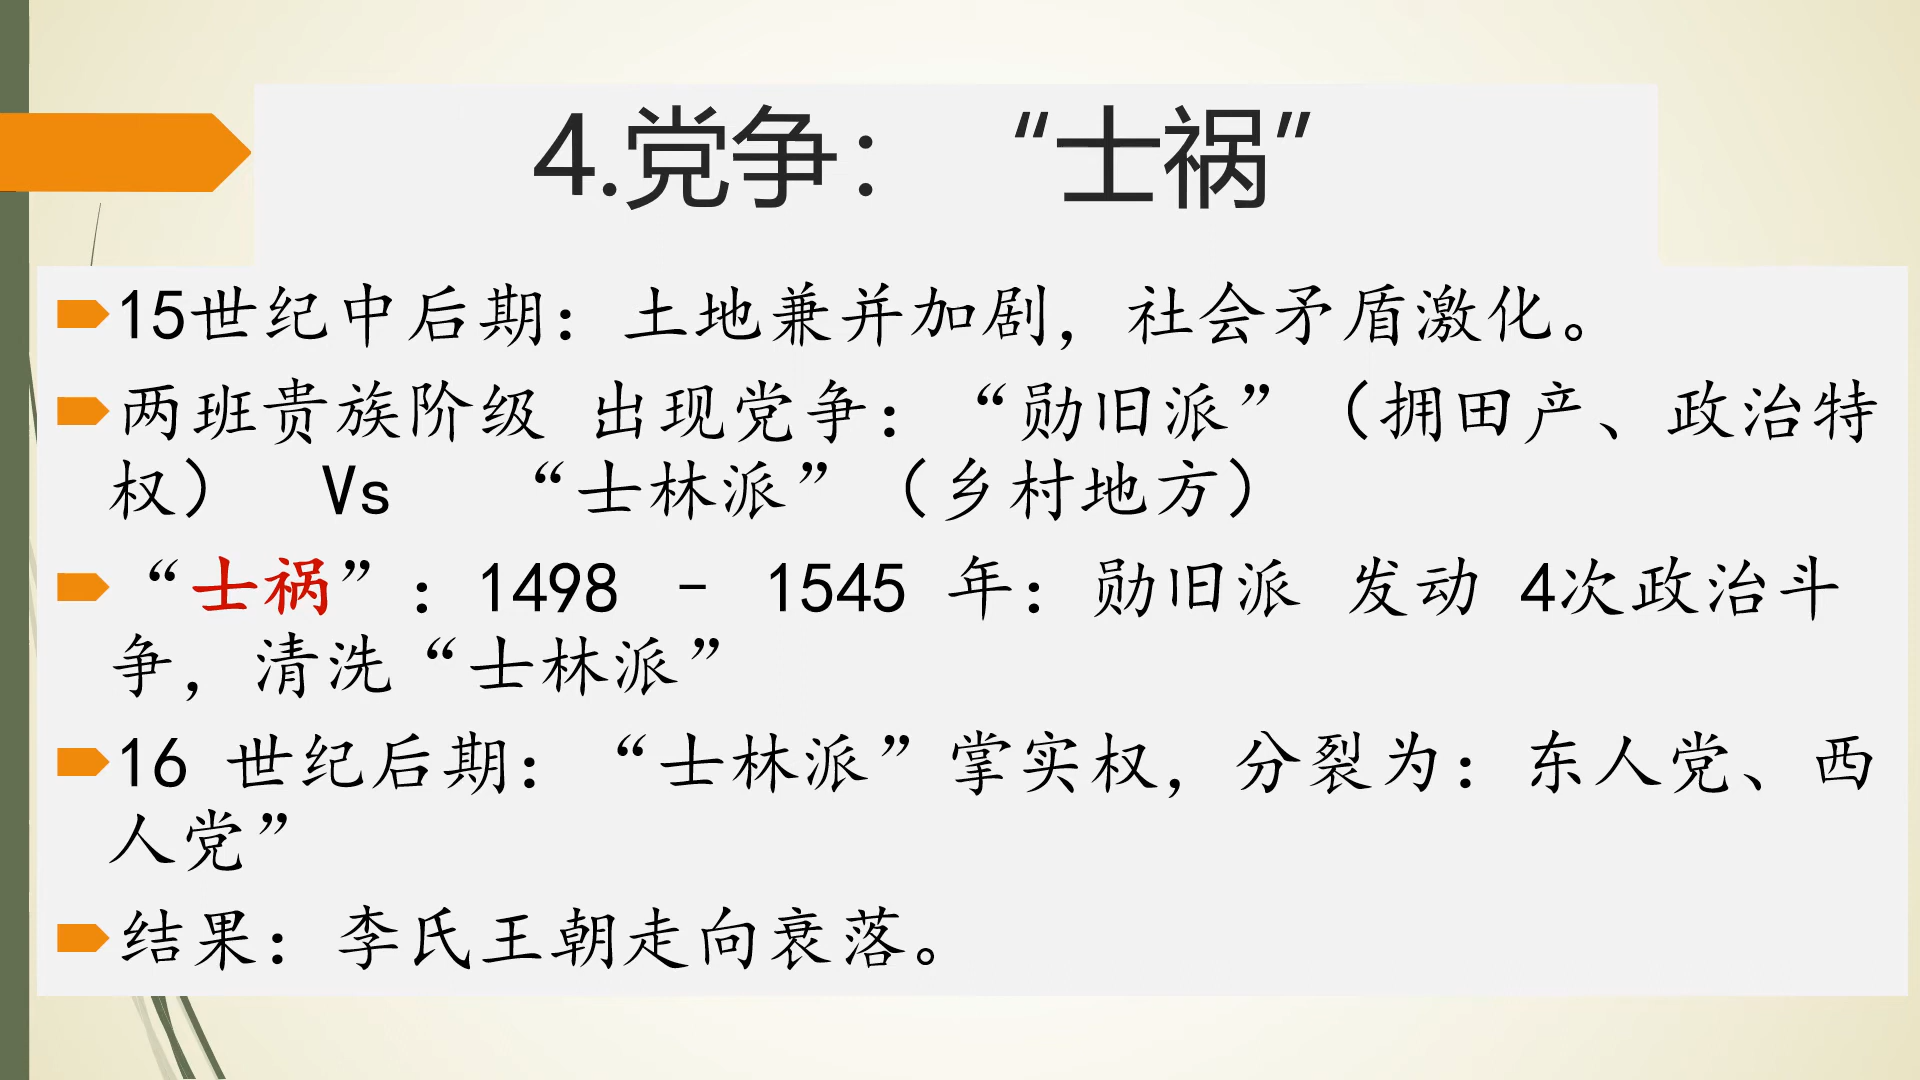 4.党争：“士祸”
15世纪中后期：土地兼并加剧，社会矛盾激化。
两班贵族阶级 出现党争：“勋旧派”（拥田产、政治特
权） Vs “士林派”（乡村地方）
“士祸”：1498 – 1545 年：勋旧派 发动 4次政治斗
争，清洗“士林派”
16 世纪后期：“士林派”掌实权，分裂为：东人党、西
人党”
结果：李氏王朝走向衰落。